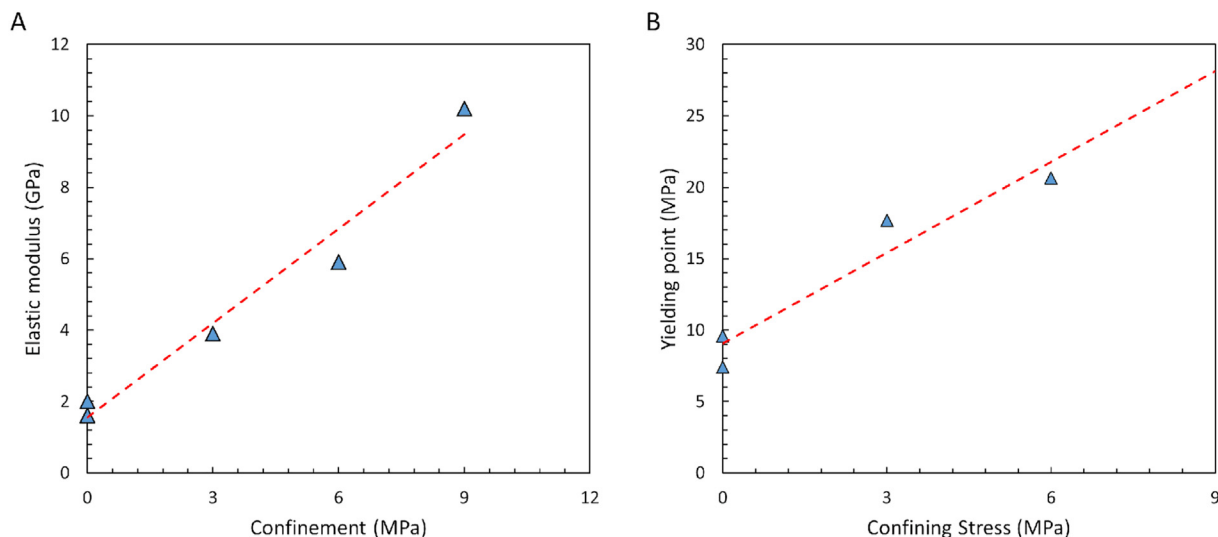 A
12
10
8
6
4
2
0
Elastic modulus (GPa)
0 3 6 9 12
Confinement (MPa)
B
30
25
20
15
10
5
0
Yielding point (MPa)
0 3 6 9
Confining Stress (MPa)